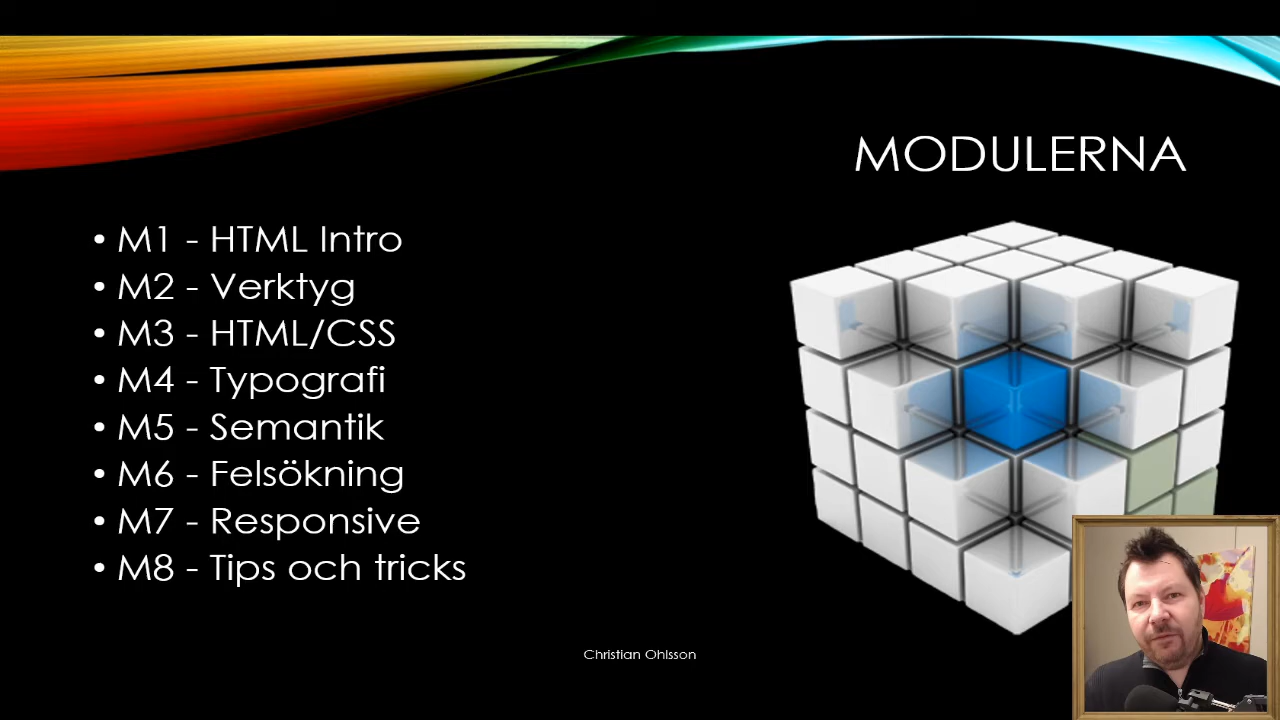 MODULERNA
• M1 - HTML Intro
• M2 - Verktyg
• M3 - HTML/CSS
• M4 - Typografi
• M5 - Semantik
• M6 - Felsökning
• M7 - Responsive
• M8 - Tips och tricks
Christian Ohlsson